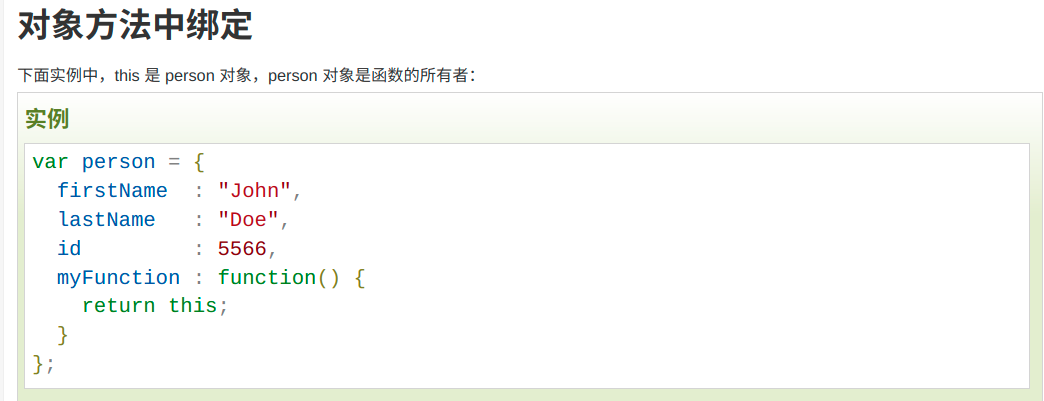 对象方法中绑定
下面实例中，this 是 person 对象，person 对象是函数的所有者：
实例
var person = {
  firstName  : "John",
  lastName   : "Doe",
  id         : 5566,
  myFunction : function() {
    return this;
  }
};